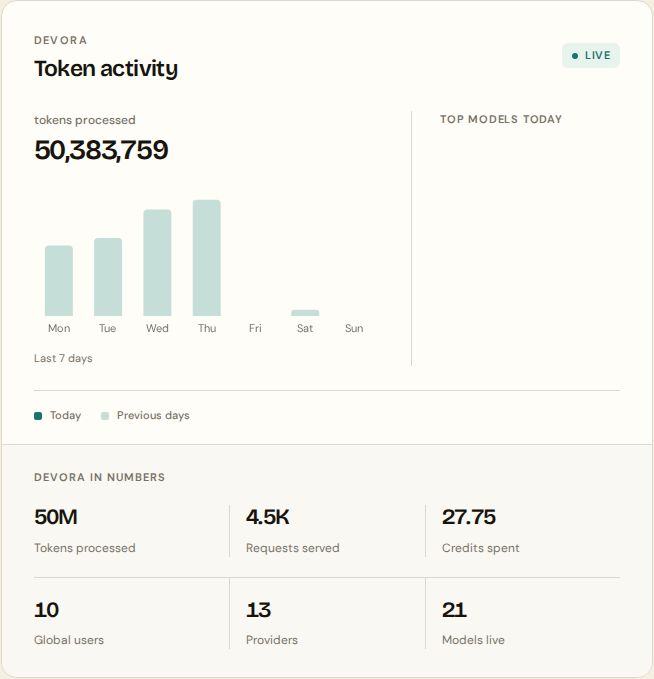 DEVORA
Token activity
LIVE
tokens processed
50,383,759
TOP MODELS TODAY
Mon Tue Wed Thu Fri Sat Sun
Last 7 days
Today Previous days
DEVORA IN NUMBERS
50M 4.5K 27.75
Tokens processed Requests served Credits spent
10 13 21
Global users Providers Models live